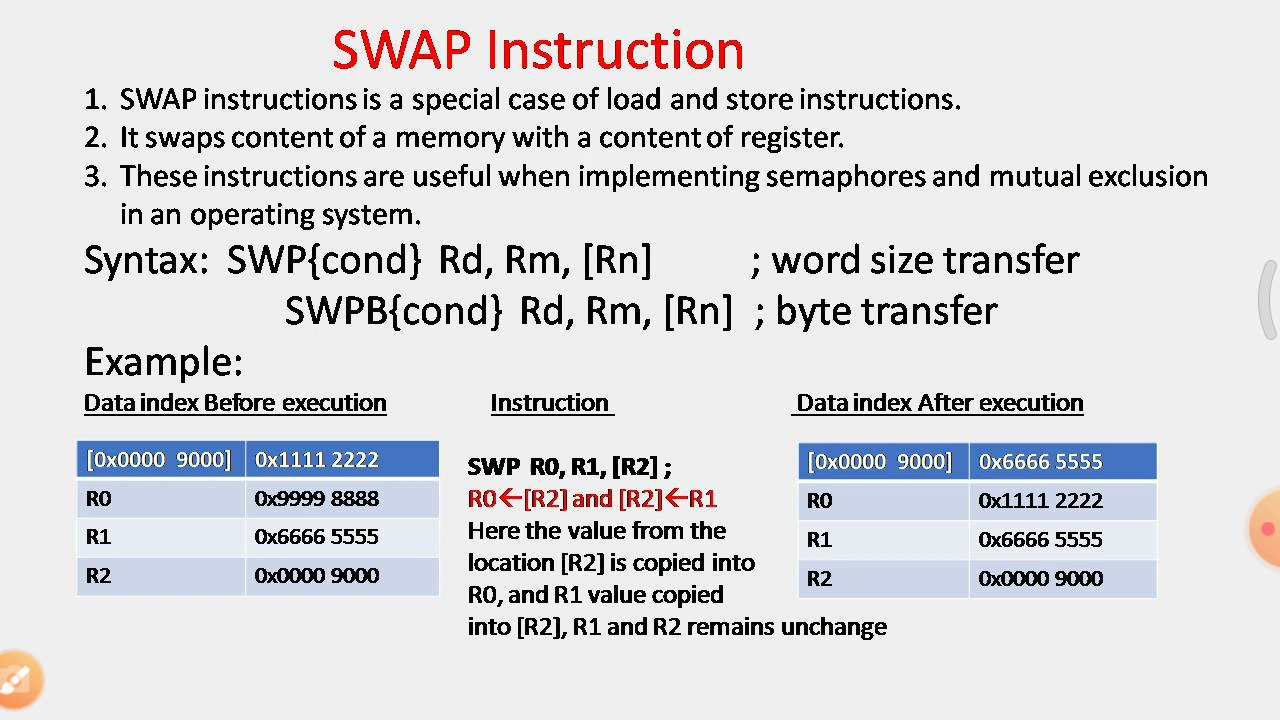 SWAP Instruction
1. SWAP instructions is a special case of load and store instructions.
2. It swaps content of a memory with a content of register.
3. These instructions are useful when implementing semaphores and mutual exclusion
in an operating system.
Syntax: SWP{cond} Rd, Rm, [Rn] ; word size transfer
SWPB{cond} Rd, Rm, [Rn] ; byte transfer
Example:
Data index Before execution
[0x0000 9000] 0x1111 2222
R0 0x9999 8888
R1 0x6666 5555
R2 0x0000 9000
Instruction
SWP R0, R1, [R2] ;
R0←[R2] and [R2]←R1
Here the value from the
location [R2] is copied into
R0, and R1 value copied
into [R2], R1 and R2 remains unchange
Data index After execution
[0x0000 9000] 0x6666 5555
R0 0x1111 2222
R1 0x6666 5555
R2 0x0000 9000